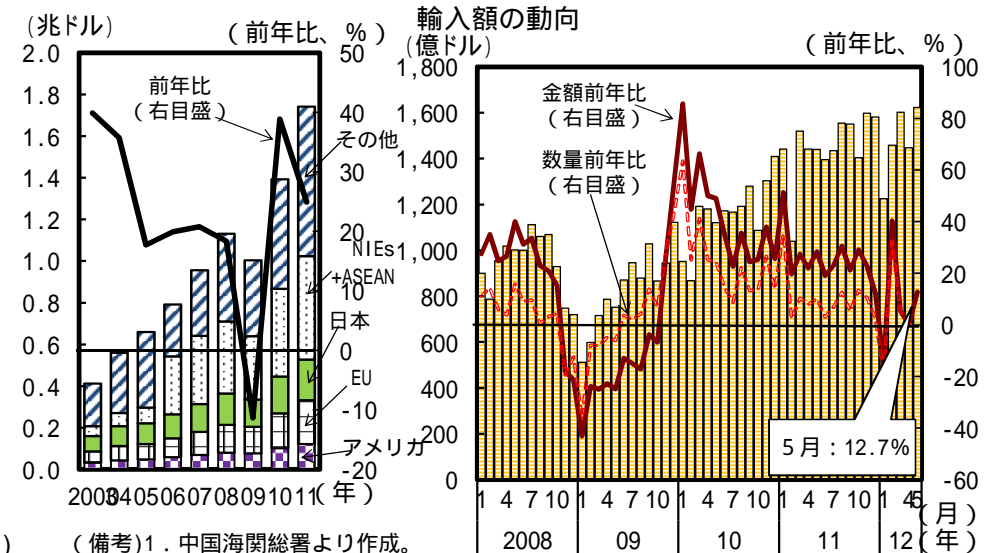 輸入額の動向
(兆ドル)
(前年比、%)
2.0
1.8
1.6
1.4
1.2
1.0
0.8
0.6
0.4
0.2
0.0
50
40
30
20
10
0
-10
-20
前年比
(右目盛)
その他
NIEs
+ASEAN
日本
EU
アメリカ
2003 04 05 06 07 08 09 10 11 (年)
(億ドル)
(前年比、%)
1,800
1,600
1,400
1,200
1,000
800
600
400
200
0
100
80
60
40
20
0
-20
-40
-60
金額前年比
(右目盛)
数量前年比
(右目盛)
5月:12.7%
1 4 7 10 1 4 7 10 1 4 7 10 1 4 7 10 1 4 5 (月)
2008 09 10 11 12 (年)
) (備考)1.中国海関総署より作成。